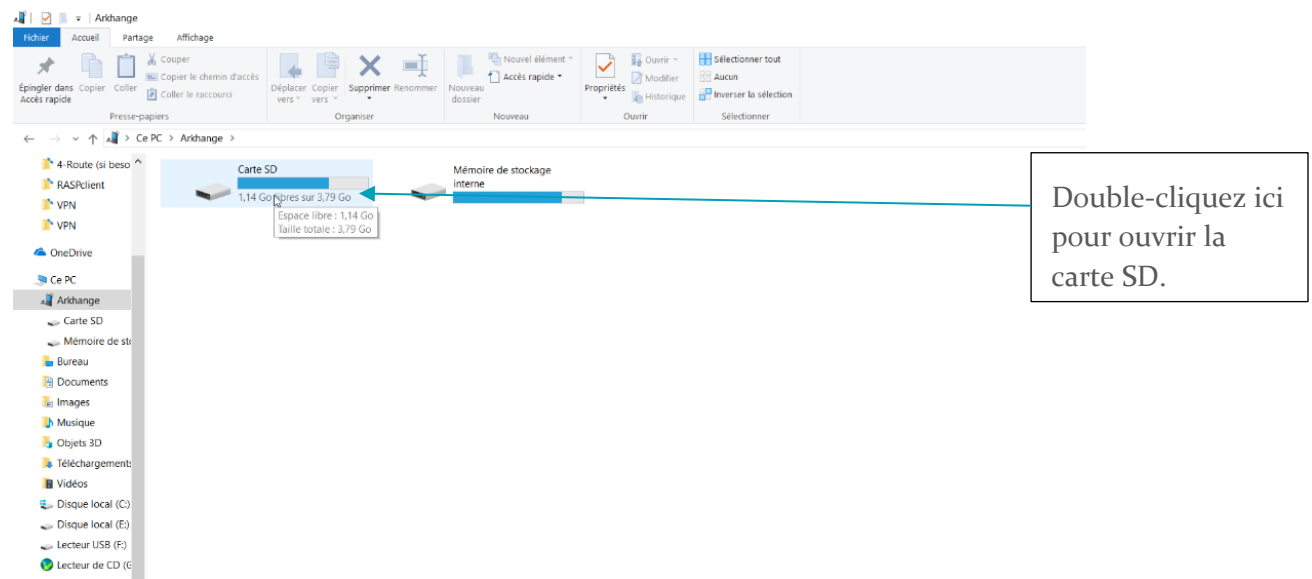 Arkhange
Fichier Accueil Partage Affichage
Épingler dans Accès rapide
Copier
Coller
Couper
Copier le chemin d'accès
Coller le raccourci
Presse-papiers
Déplacer vers
Copier vers
Supprimer
Renommer
Organiser
Nouveau dossier
Nouvel élément
Accès rapide
Nouveau
Propriétés
Ouvrir
Modifier
Historique
Ouvrir
Sélectionner tout
Aucun
Inverser la sélection
Sélectionner
Ce PC > Arkhange >
4-Route (si beso
RASPclient
VPN
VPN
OneDrive
Ce PC
Arkhange
Carte SD
Mémoire de sto
Bureau
Documents
Images
Musique
Objets 3D
Téléchargements
Vidéos
Disque local (C:)
Disque local (E:)
Lecteur USB (F:)
Lecteur de CD (G
Carte SD
1,14 Go libres sur 3,79 Go
Espace libre : 1,14 Go
Taille totale : 3,79 Go
Mémoire de stockage
interne
Double-cliquez ici
pour ouvrir la
carte SD.